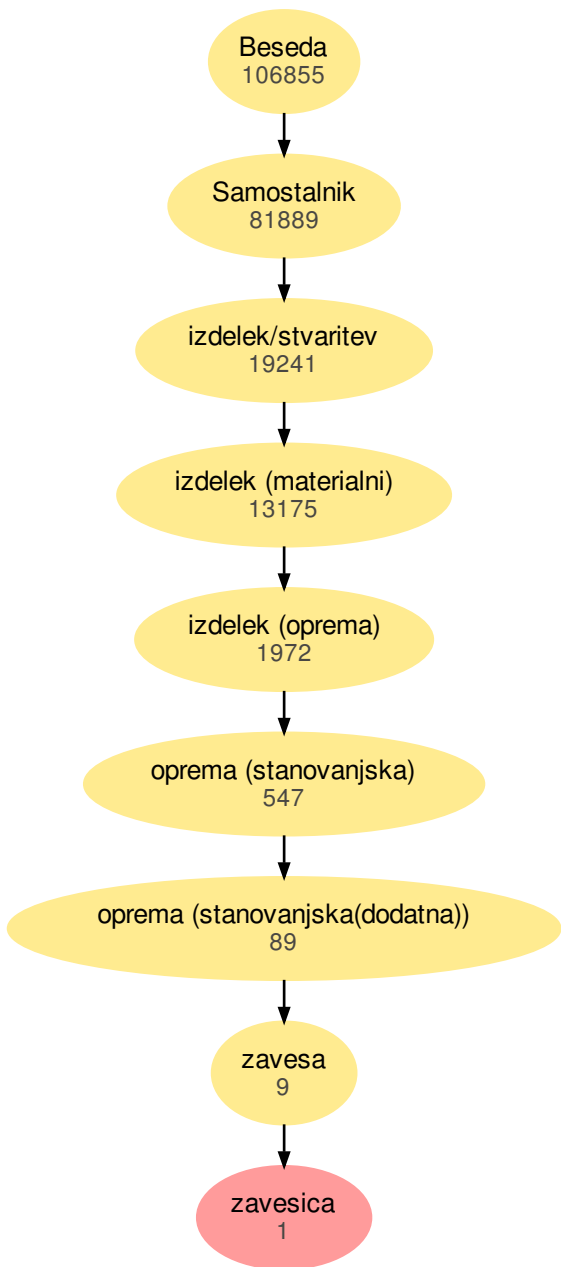 Beseda
106855
Samostalnik
81889
izdelek/stvaritev
19241
izdelek (materialni)
13175
izdelek (oprema)
1972
oprema (stanovanjska)
547
oprema (stanovanjska(dodatna))
89
zavesa
9
zavesica
1